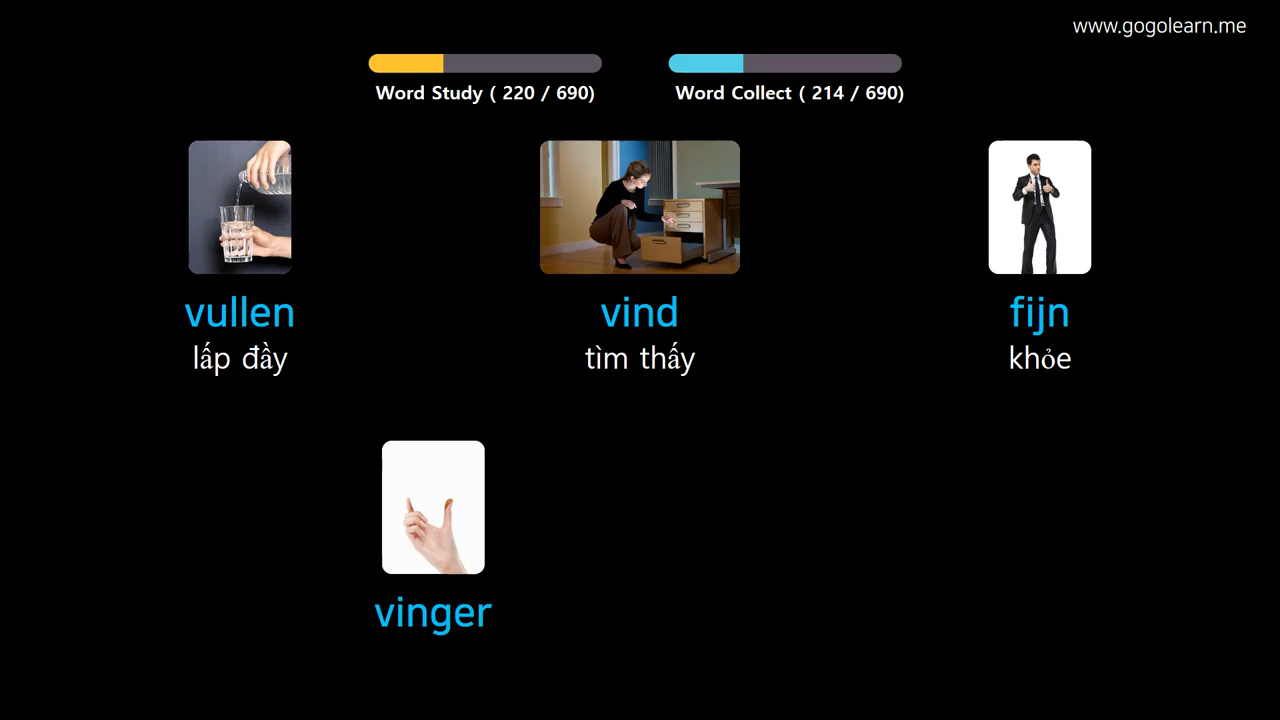 www.gogolearn.me
Word Study ( 220 / 690)
Word Collect ( 214 / 690)
vullen
lấp đầy
vind
tìm thấy
fijn
khỏe
vinger